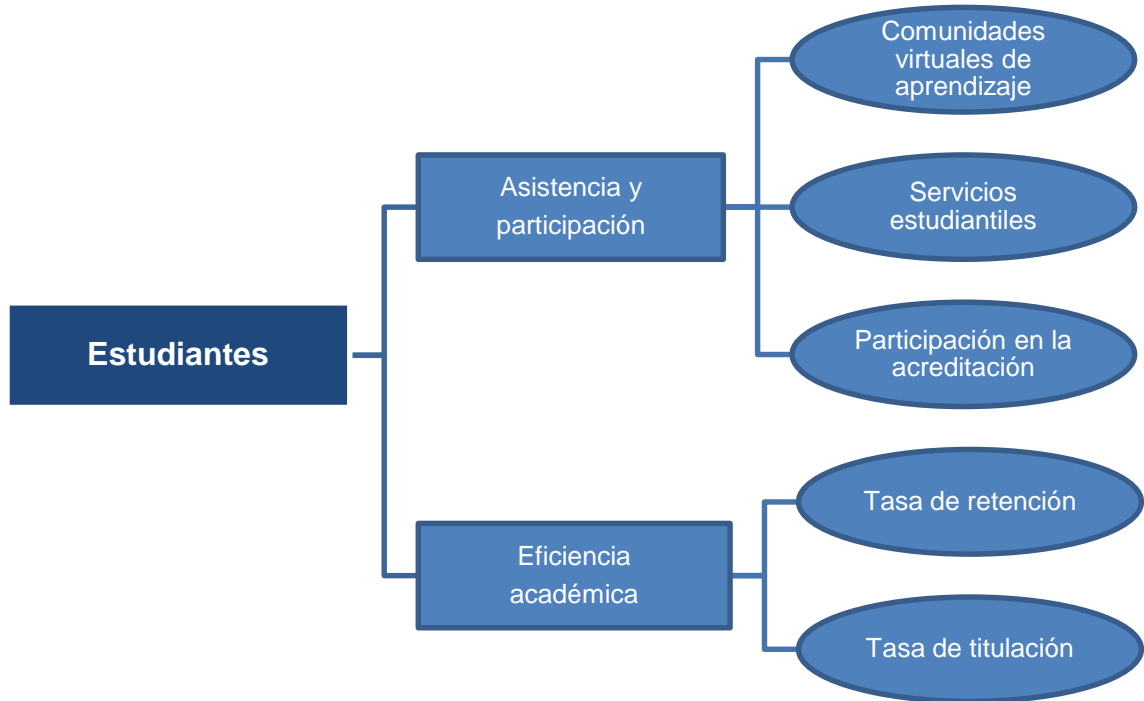 Comunidades
virtuales de
aprendizaje
Asistencia y
participación
Servicios
estudiantiles
Estudiantes
Participación en la
acreditación
Tasa de retención
Eficiencia
académica
Tasa de titulación